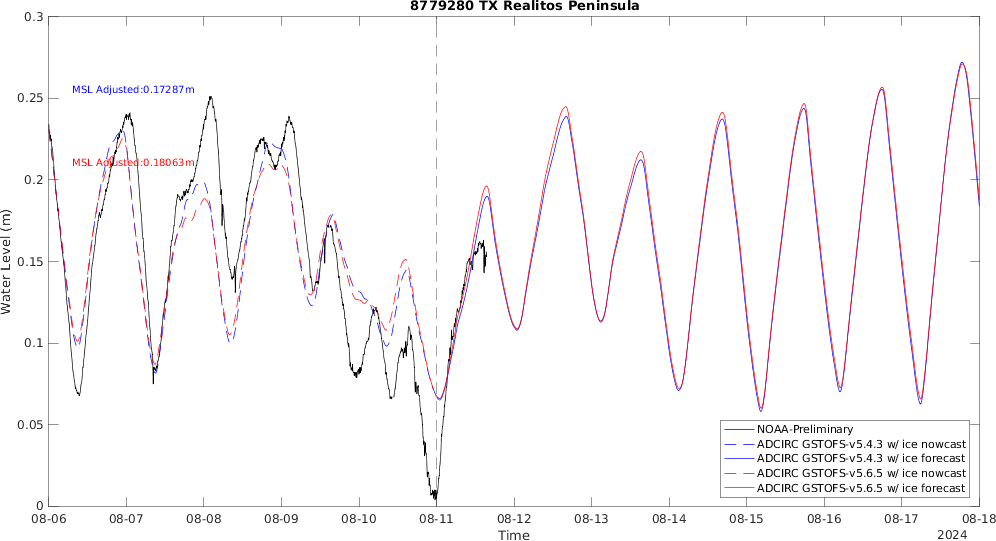 8779280 TX Realitos Peninsula
0.3
0.25
0.2
0.15
0.1
0.05
0
Water Level (m)
MSL Adjusted:0.17287m
MSL Adjusted:0.18063m
NOAA-Preliminary
ADCIRC GSTOFS-v5.4.3 w/ ice nowcast
ADCIRC GSTOFS-v5.4.3 w/ ice forecast
ADCIRC GSTOFS-v5.6.5 w/ ice nowcast
ADCIRC GSTOFS-v5.6.5 w/ ice forecast
08-06 08-07 08-08 08-09 08-10 08-11 08-12 08-13 08-14 08-15 08-16 08-17 08-18
Time
2024